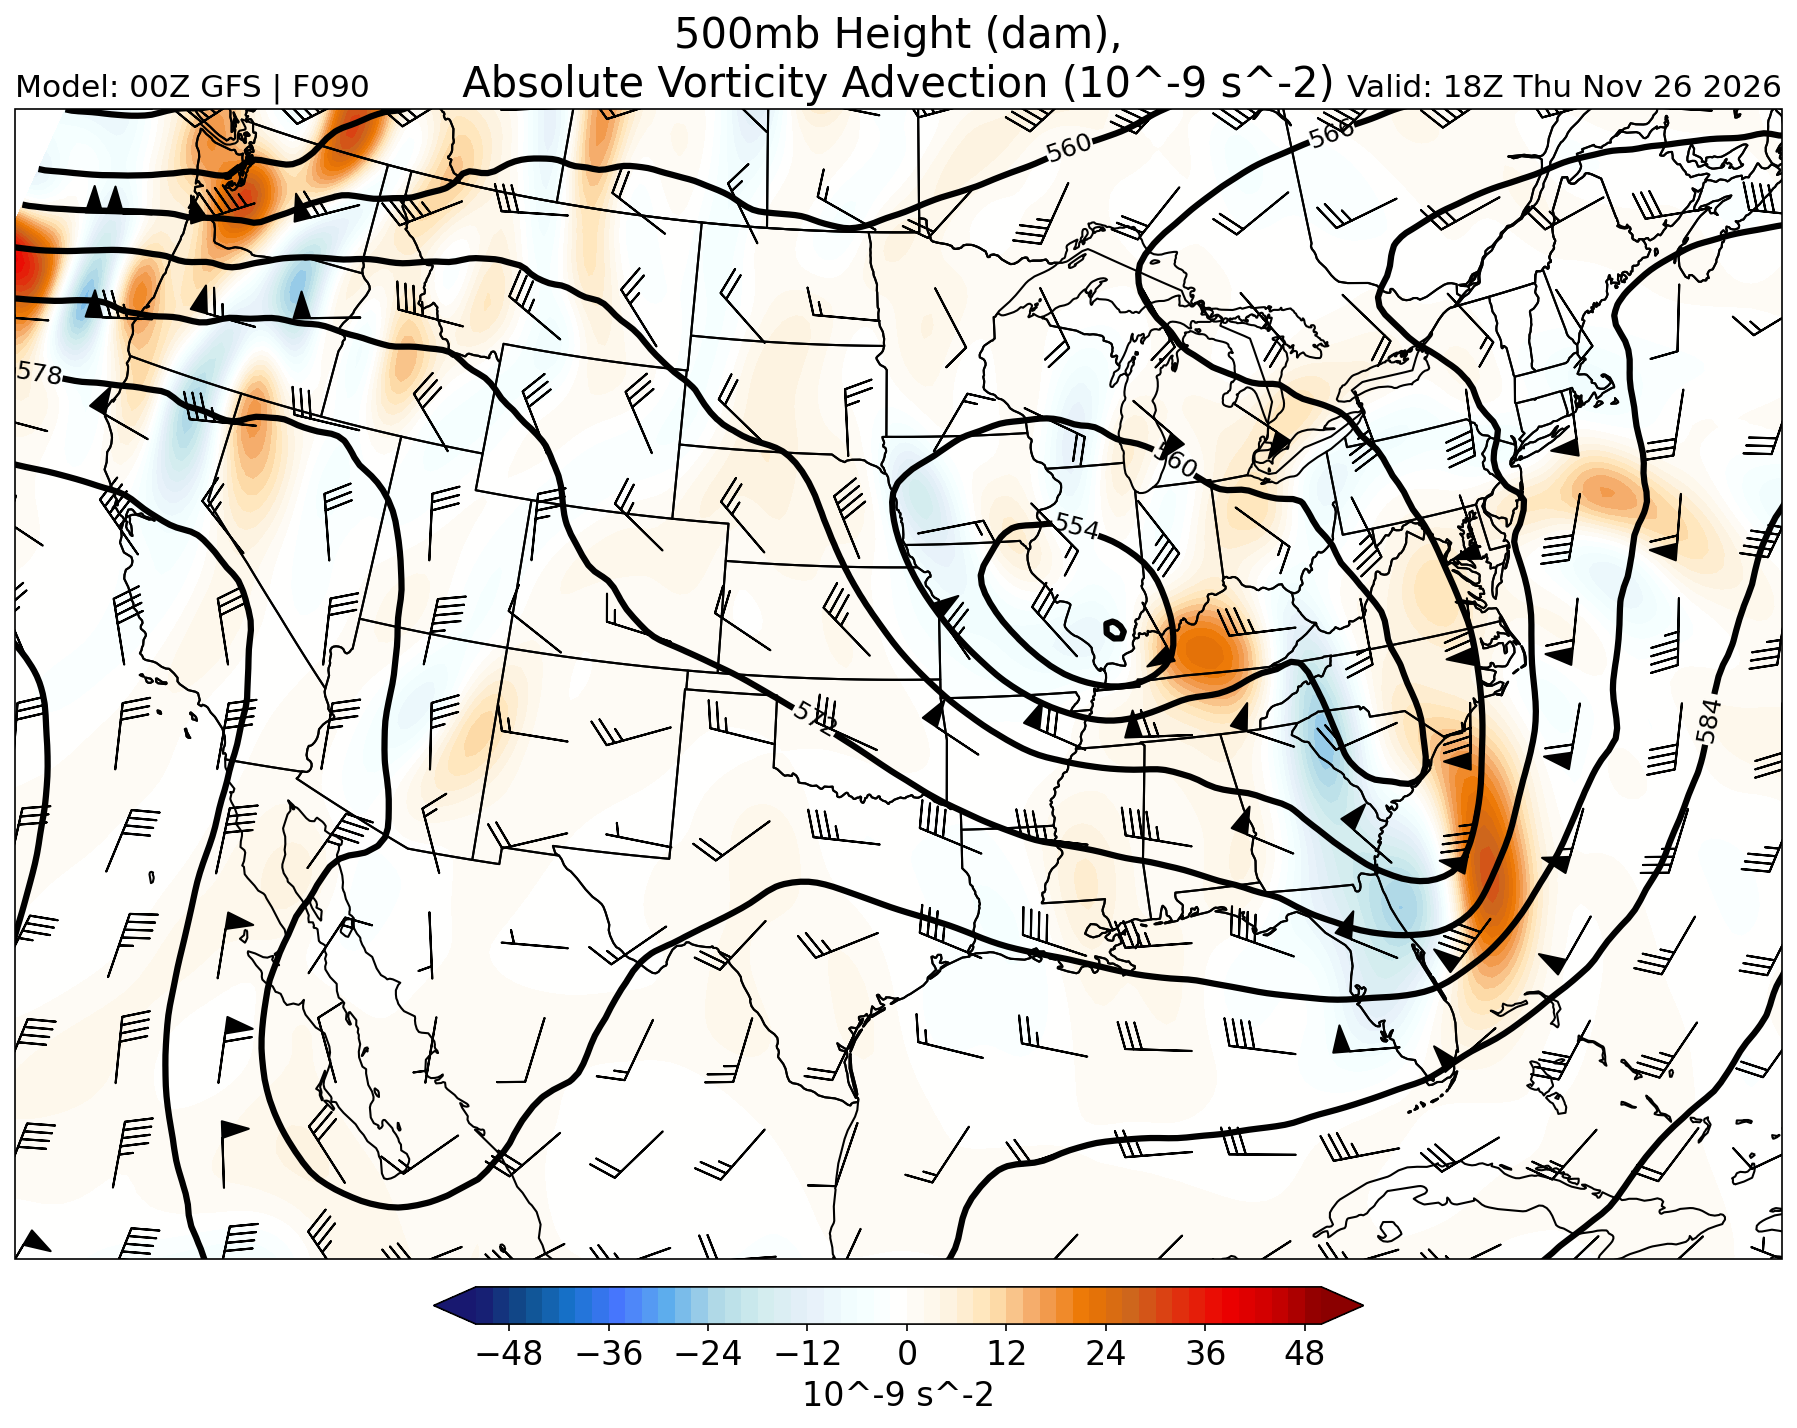 500mb Height (dam),
Model: 00Z GFS | F090
Absolute Vorticity Advection (10^-9 s^-2)
Valid: 18Z Thu Nov 26 2026
560
566
578
560
554
572
584
−48 −36 −24 −12 0 12 24 36 48
10^-9 s^-2